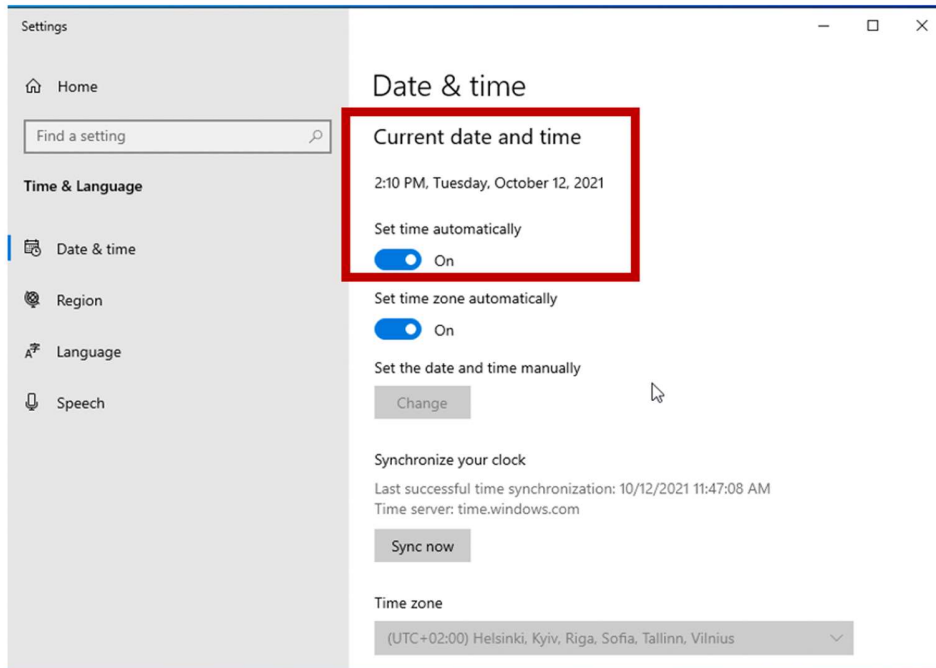 Settings
Home
Find a setting
Time & Language
Date & time
Region
Language
Speech
Date & time
Current date and time
2:10 PM, Tuesday, October 12, 2021
Set time automatically
On
Set time zone automatically
On
Set the date and time manually
Change
Synchronize your clock
Last successful time synchronization: 10/12/2021 11:47:08 AM
Time server: time.windows.com
Sync now
Time zone
(UTC+02:00) Helsinki, Kyiv, Riga, Sofia, Tallinn, Vilnius